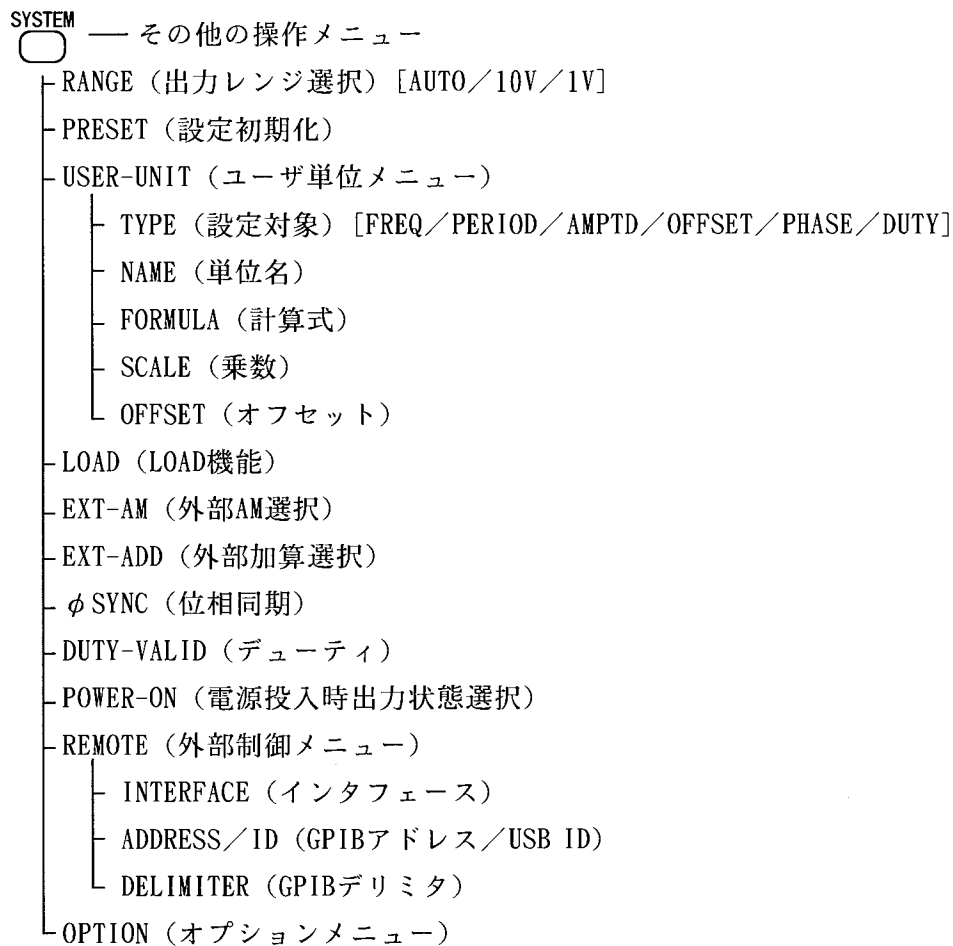 SYSTEM
その他の操作メニュー
RANGE（出力レンジ選択）[AUTO／10V／1V]
PRESET（設定初期化）
USER-UNIT（ユーザ単位メニュー）
TYPE（設定対象）[FREQ／PERIOD／AMPTD／OFFSET／PHASE／DUTY]
NAME（単位名）
FORMULA（計算式）
SCALE（乗数）
OFFSET（オフセット）
LOAD（LOAD機能）
EXT-AM（外部AM選択）
EXT-ADD（外部加算選択）
φSYNC（位相同期）
DUTY-VALID（デューティ）
POWER-ON（電源投入時出力状態選択）
REMOTE（外部制御メニュー）
INTERFACE（インタフェース）
ADDRESS／ID（GPIBアドレス／USB ID）
DELIMITER（GPIBデリミタ）
OPTION（オプションメニュー）